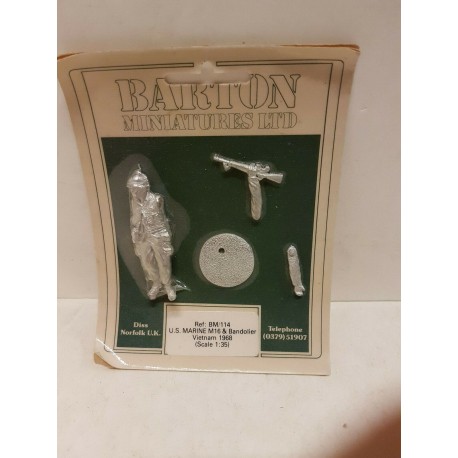 BARTON
MINIATURES LTD
Diss
Norfolk U.K.
Ref: BM/114
U.S. MARINE M16 & Bandolier
Vietnam 1968
(Scale 1:35)
Telephone
(0379) 51907